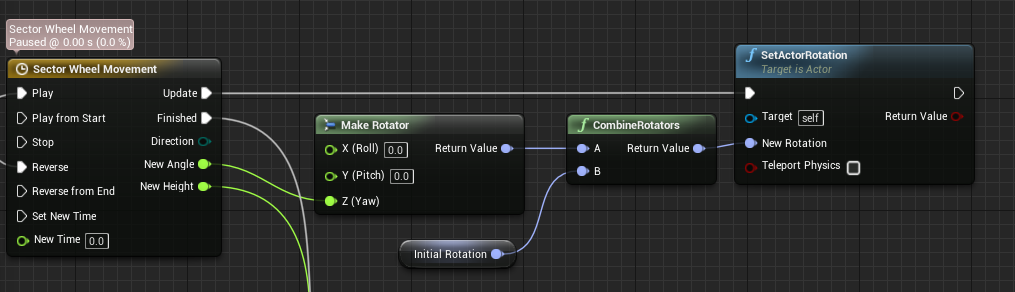 Sector Wheel Movement
Paused @ 0.00 s (0.0 %)
Sector Wheel Movement
Play
Update
Play from Start
Finished
Stop
Direction
Reverse
New Angle
Reverse from End
New Height
Set New Time
New Time 0.0
Make Rotator
X (Roll) 0.0
Return Value
Y (Pitch) 0.0
Z (Yaw)
Initial Rotation
f CombineRotators
A
Return Value
B
f SetActorRotation
Target is Actor
Target self
Return Value
New Rotation
Teleport Physics